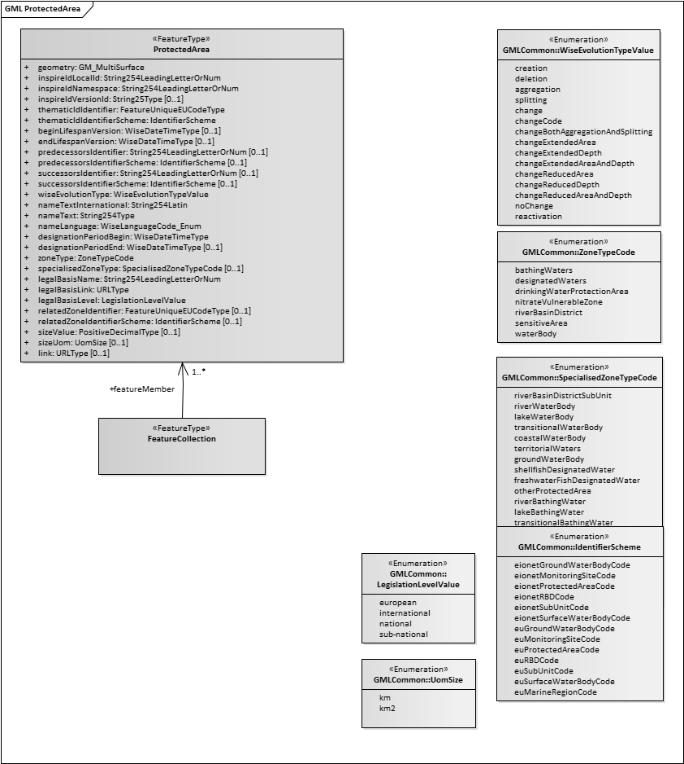 GML ProtectedArea
«FeatureType»
ProtectedArea
+ geometry: GM_MultiSurface
+ inspireIdLocalId: String254LeadingLetterOrNum
+ inspireIdNamespace: String254LeadingLetterOrNum
+ inspireIdVersionId: String25Type [0..1]
+ thematicIdIdentifier: FeatureUniqueEUCodeType
+ thematicIdIdentifierScheme: IdentifierScheme
+ beginLifespanVersion: WiseDateTimeType [0..1]
+ endLifespanVersion: WiseDateTimeType [0..1]
+ predecessorsIdentifier: String254LeadingLetterOrNum [0..1]
+ predecessorsIdentifierScheme: IdentifierScheme [0..1]
+ successorsIdentifier: String254LeadingLetterOrNum [0..1]
+ successorsIdentifierScheme: IdentifierScheme [0..1]
+ wiseEvolutionType: WiseEvolutionTypeValue
+ nameTextInternational: String254Latin
+ nameText: String254Type
+ nameLanguage: WiseLanguageCode_Enum
+ designationPeriodBegin: WiseDateTimeType
+ designationPeriodEnd: WiseDateTimeType [0..1]
+ zoneType: ZoneTypeCode
+ specialisedZoneType: SpecialisedZoneTypeCode [0..1]
+ legalBasisName: String254LeadingLetterOrNum
+ legalBasisLink: URLType
+ legalBasisLevel: LegislationLevelValue
+ relatedZoneIdentifier: FeatureUniqueEUCodeType [0..1]
+ relatedZoneIdentifierScheme: IdentifierScheme [0..1]
+ sizeValue: PositiveDecimalType [0..1]
+ sizeUom: UomSize [0..1]
+ link: URLType [0..1]
1..*
+featureMember
«FeatureType»
FeatureCollection
«Enumeration»
GMLCommon::WiseEvolutionTypeValue
creation
deletion
aggregation
splitting
change
changeCode
changeBothAggregationAndSplitting
changeExtendedArea
changeExtendedDepth
changeExtendedAreaAndDepth
changeReducedArea
changeReducedDepth
changeReducedAreaAndDepth
noChange
reactivation
«Enumeration»
GMLCommon::ZoneTypeCode
bathingWaters
designatedWaters
drinkingWaterProtectionArea
nitrateVulnerableZone
riverBasinDistrict
sensitiveArea
waterBody
«Enumeration»
GMLCommon::SpecialisedZoneTypeCode
riverBasinDistrictSubUnit
riverWaterBody
lakeWaterBody
transitionalWaterBody
coastalWaterBody
territorialWaters
groundWaterBody
shellfishDesignatedWater
freshwaterFishDesignatedWater
otherProtectedArea
riverBathingWater
lakeBathingWater
transitionalBathingWater
«Enumeration»
GMLCommon::IdentifierScheme
eionetGroundWaterBodyCode
eionetMonitoringSiteCode
eionetProtectedAreaCode
eionetRBDCode
eionetSubUnitCode
eionetSurfaceWaterBodyCode
euGroundWaterBodyCode
euMonitoringSiteCode
euProtectedAreaCode
euRBDCode
euSubUnitCode
euSurfaceWaterBodyCode
euMarineRegionCode
«Enumeration»
GMLCommon::
LegislationLevelValue
european
international
national
sub-national
«Enumeration»
GMLCommon::UomSize
km
km2